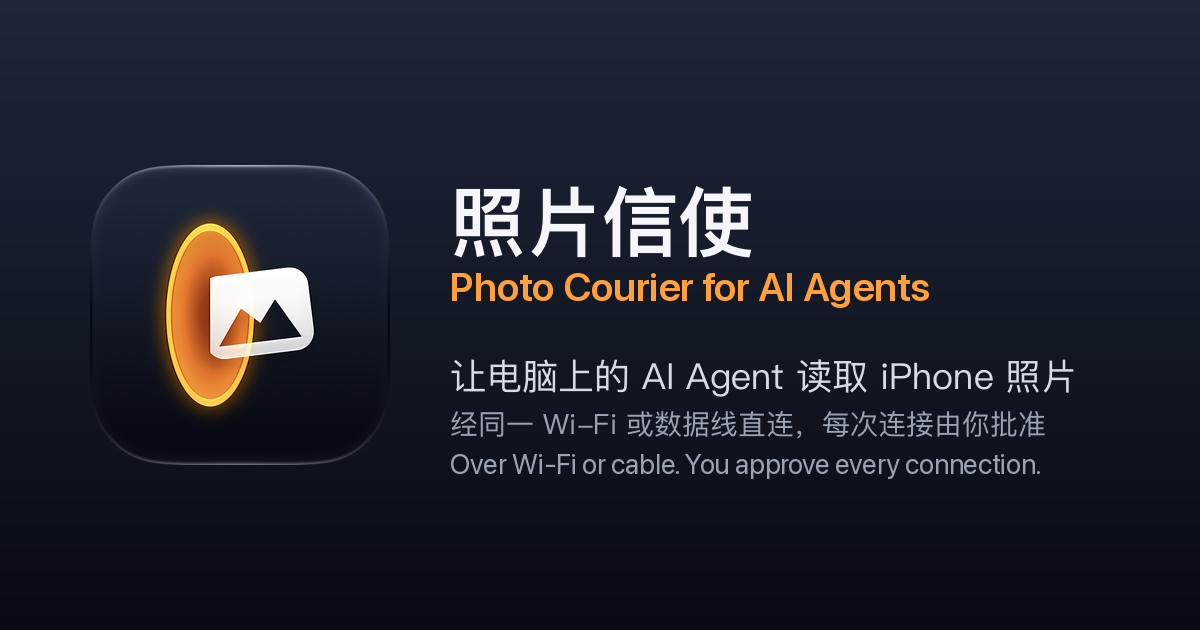 照片信使
Photo Courier for AI Agents
让电脑上的 AI Agent 读取 iPhone 照片
经同一 Wi-Fi 或数据线直连，每次连接由你批准
Over Wi-Fi or cable. You approve every connection.